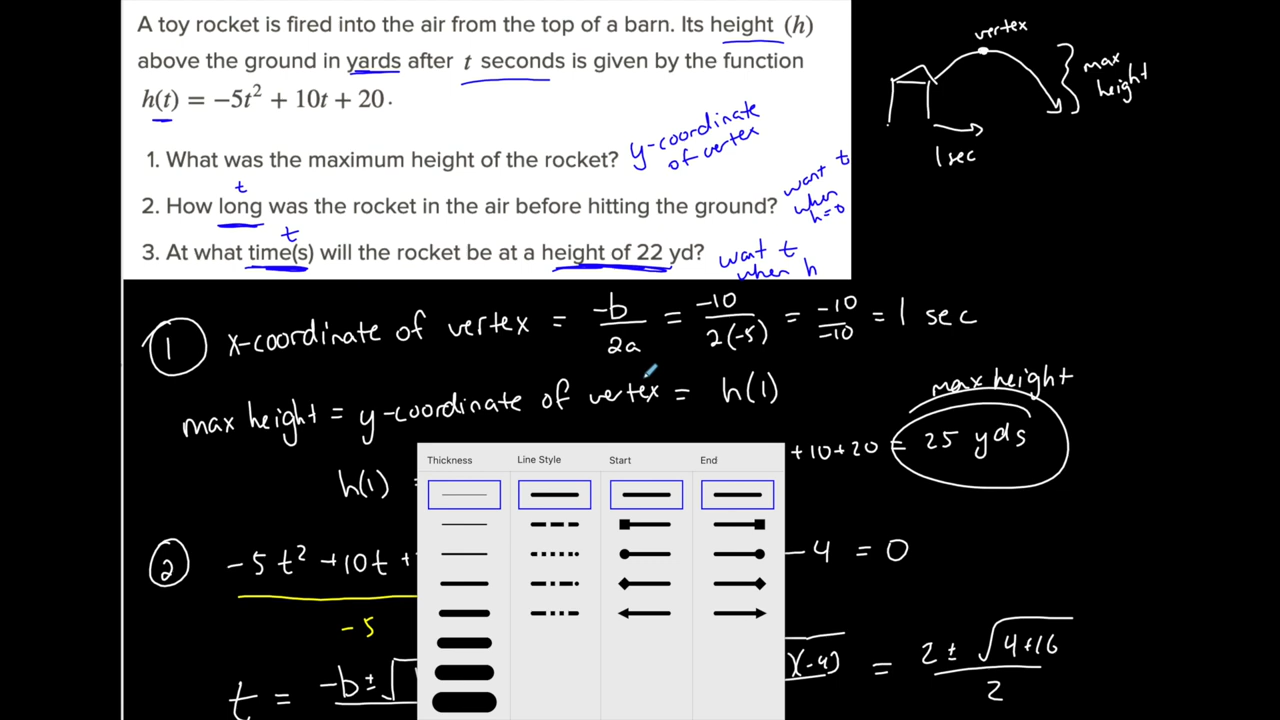 A toy rocket is fired into the air from the top of a barn. Its height (h)
above the ground in yards after t seconds is given by the function
h(t) = −5t² + 10t + 20.
vertex
max
height
1 sec
1. What was the maximum height of the rocket?
y-coordinate
of vertex
t
2. How long was the rocket in the air before hitting the ground?
want t
when
h=0
t
3. At what time(s) will the rocket be at a height of 22 yd?
want t
when h
1 x-coordinate of vertex = -b/2a = -10/2(-5) = -10/-10 = 1 sec
max height = y-coordinate of vertex = h(1)
max height
h(1) = +10+20 = 25 yds
Thickness Line Style Start End
2 -5t² +10t + -4 = 0
-5
t = -b±√ )(-4) = 2 ± √4+16 / 2